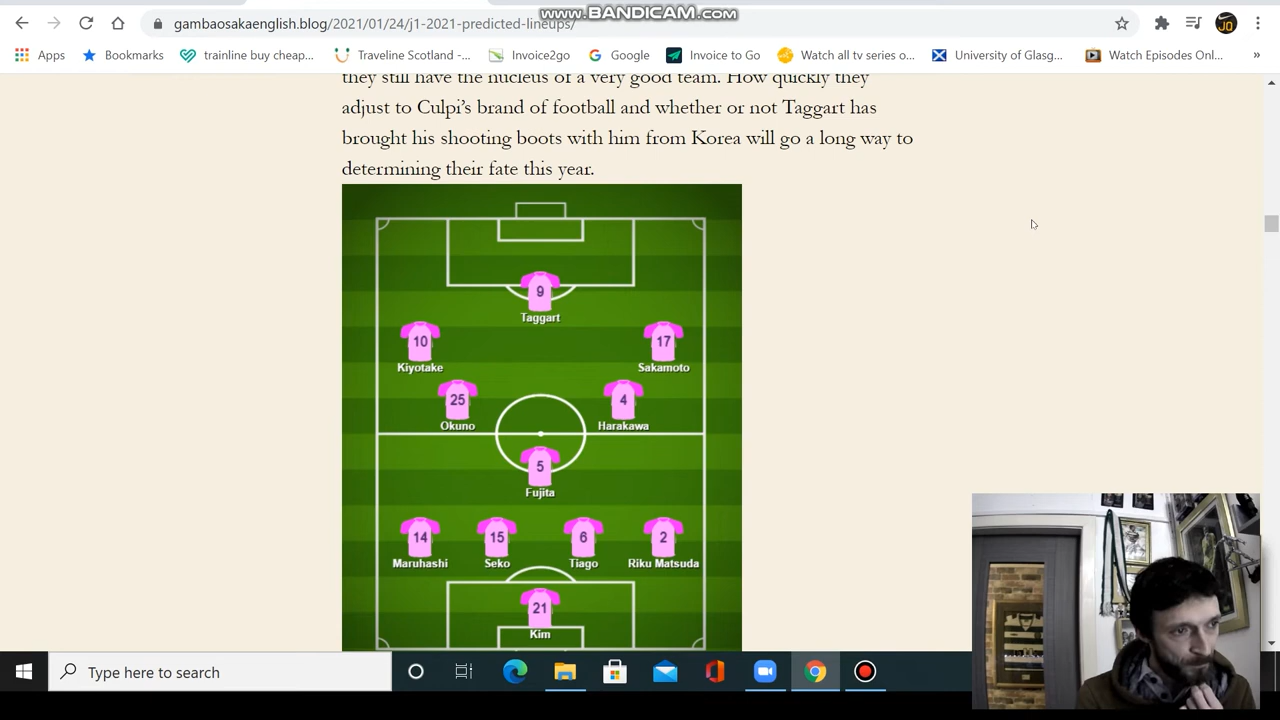 www.BANDICAM.com
gambaosakaenglish.blog/2021/01/24/j1-2021-predicted-lineups/
JQ
Apps Bookmarks trainline buy cheap... Traveline Scotland -... Invoice2go Google Invoice to Go Watch all tv series o... University of Glasg... Watch Episodes Onl... »
they still have the nucleus of a very good team. How quickly they
adjust to Culpi's brand of football and whether or not Taggart has
brought his shooting boots with him from Korea will go a long way to
determining their fate this year.
9
Taggart
10 17
Kiyotake Sakamoto
25 4
Okuno Harakawa
5
Fujita
14 15 6 2
Maruhashi Seko Tiago Riku Matsuda
21
Kim
Type here to search